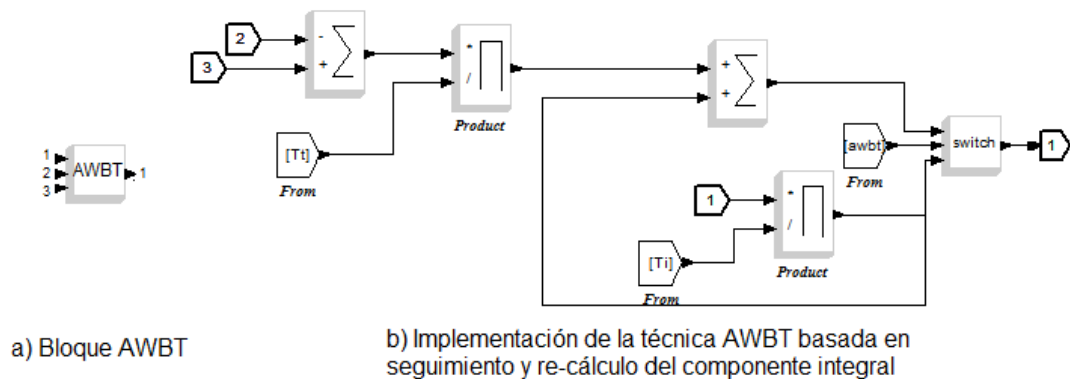 2
-
3
+
*
/
Product
[Tt]
From
+
+
[awbt]
From
switch
1
1
2
3
AWBT
1
1
*
/
Product
[Ti]
From
a) Bloque AWBT
b) Implementación de la técnica AWBT basada en
seguimiento y re-cálculo del componente integral